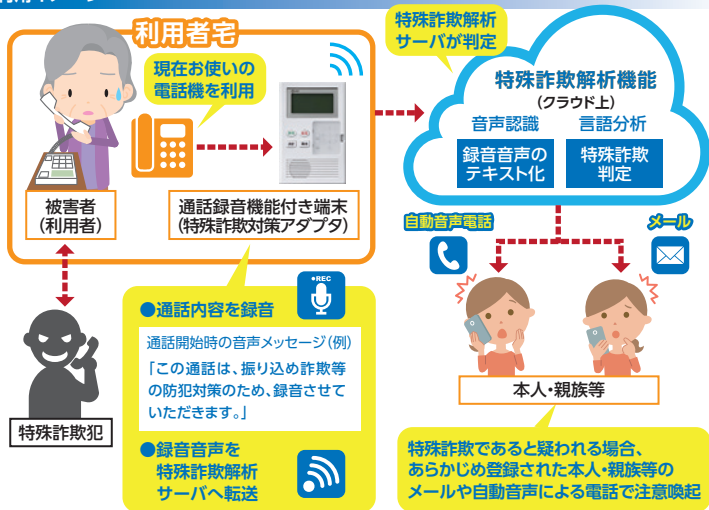 利用者宅
現在お使いの
電話機を利用
被害者
(利用者)
通話録音機能付き端末
(特殊詐欺対策アダプタ)
特殊詐欺解析
サーバが判定
特殊詐欺解析機能
(クラウド上)
音声認識
言語分析
録音音声の
テキスト化
特殊詐欺
判定
自動音声電話
メール
本人・親族等
特殊詐欺犯
●REC
●通話内容を録音
通話開始時の音声メッセージ(例)
「この通話は、振り込め詐欺等
の防犯対策のため、録音させて
いただきます。」
●録音音声を
特殊詐欺解析
サーバへ転送
特殊詐欺であると疑われる場合、
あらかじめ登録された本人・親族等の
メールや自動音声による電話で注意喚起